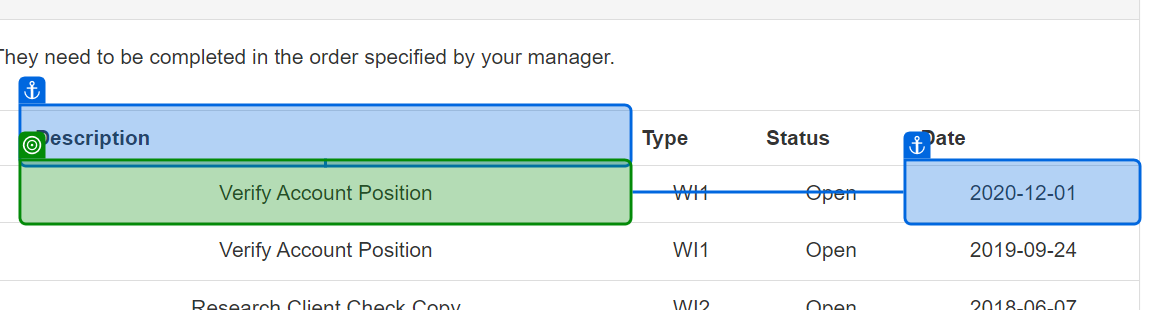 They need to be completed in the order specified by your manager.
Description Type Status Date
Verify Account Position WI1 Open 2020-12-01
Verify Account Position WI1 Open 2019-09-24
Research Client Check Copy WI2 Open 2018-06-07